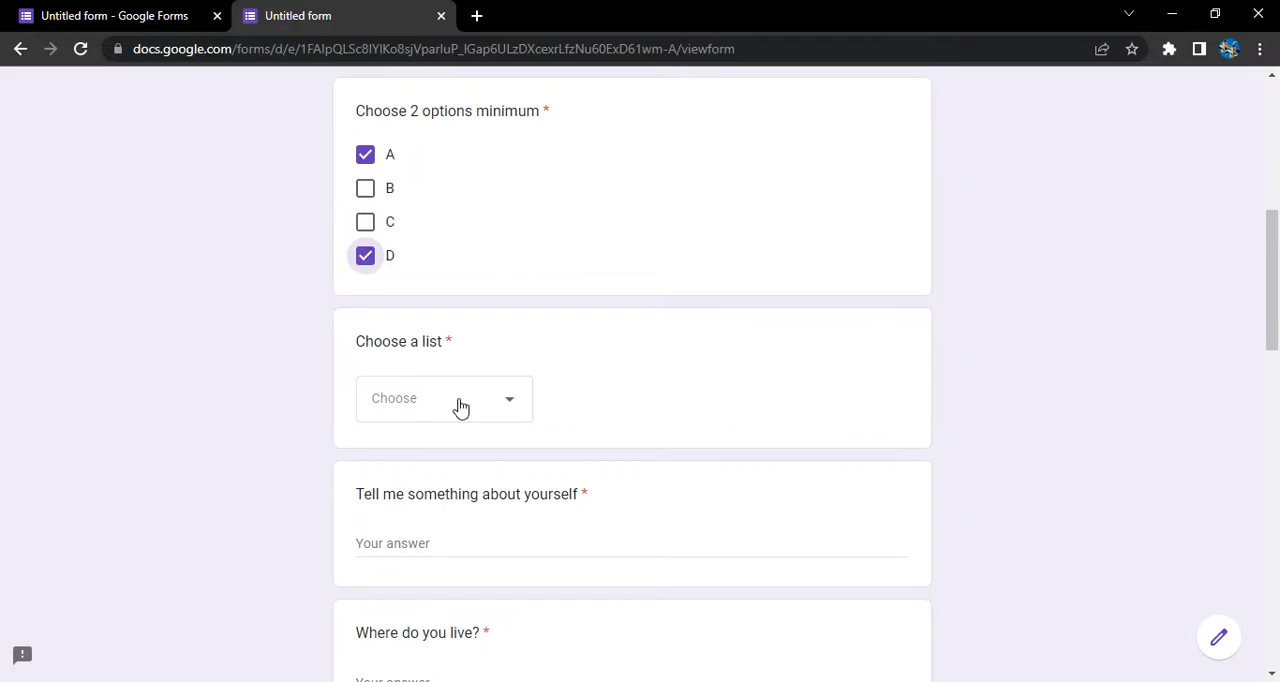 Untitled form - Google Forms
Untitled form
docs.google.com/forms/d/e/1FAIpQLSc8lYlKo8sjVparluP_lGap6ULzDXcexrLfzNu60ExD61wm-A/viewform
Choose 2 options minimum *
A
B
C
D
Choose a list *
Choose
Tell me something about yourself *
Your answer
Where do you live? *
Your answer